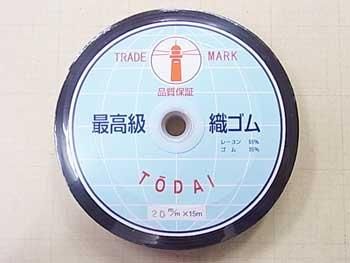 TRADE MARK
品質保証
最高級 織ゴム
レーヨン 65%
ゴム 35%
TŌDAI
20 m/m × 15m